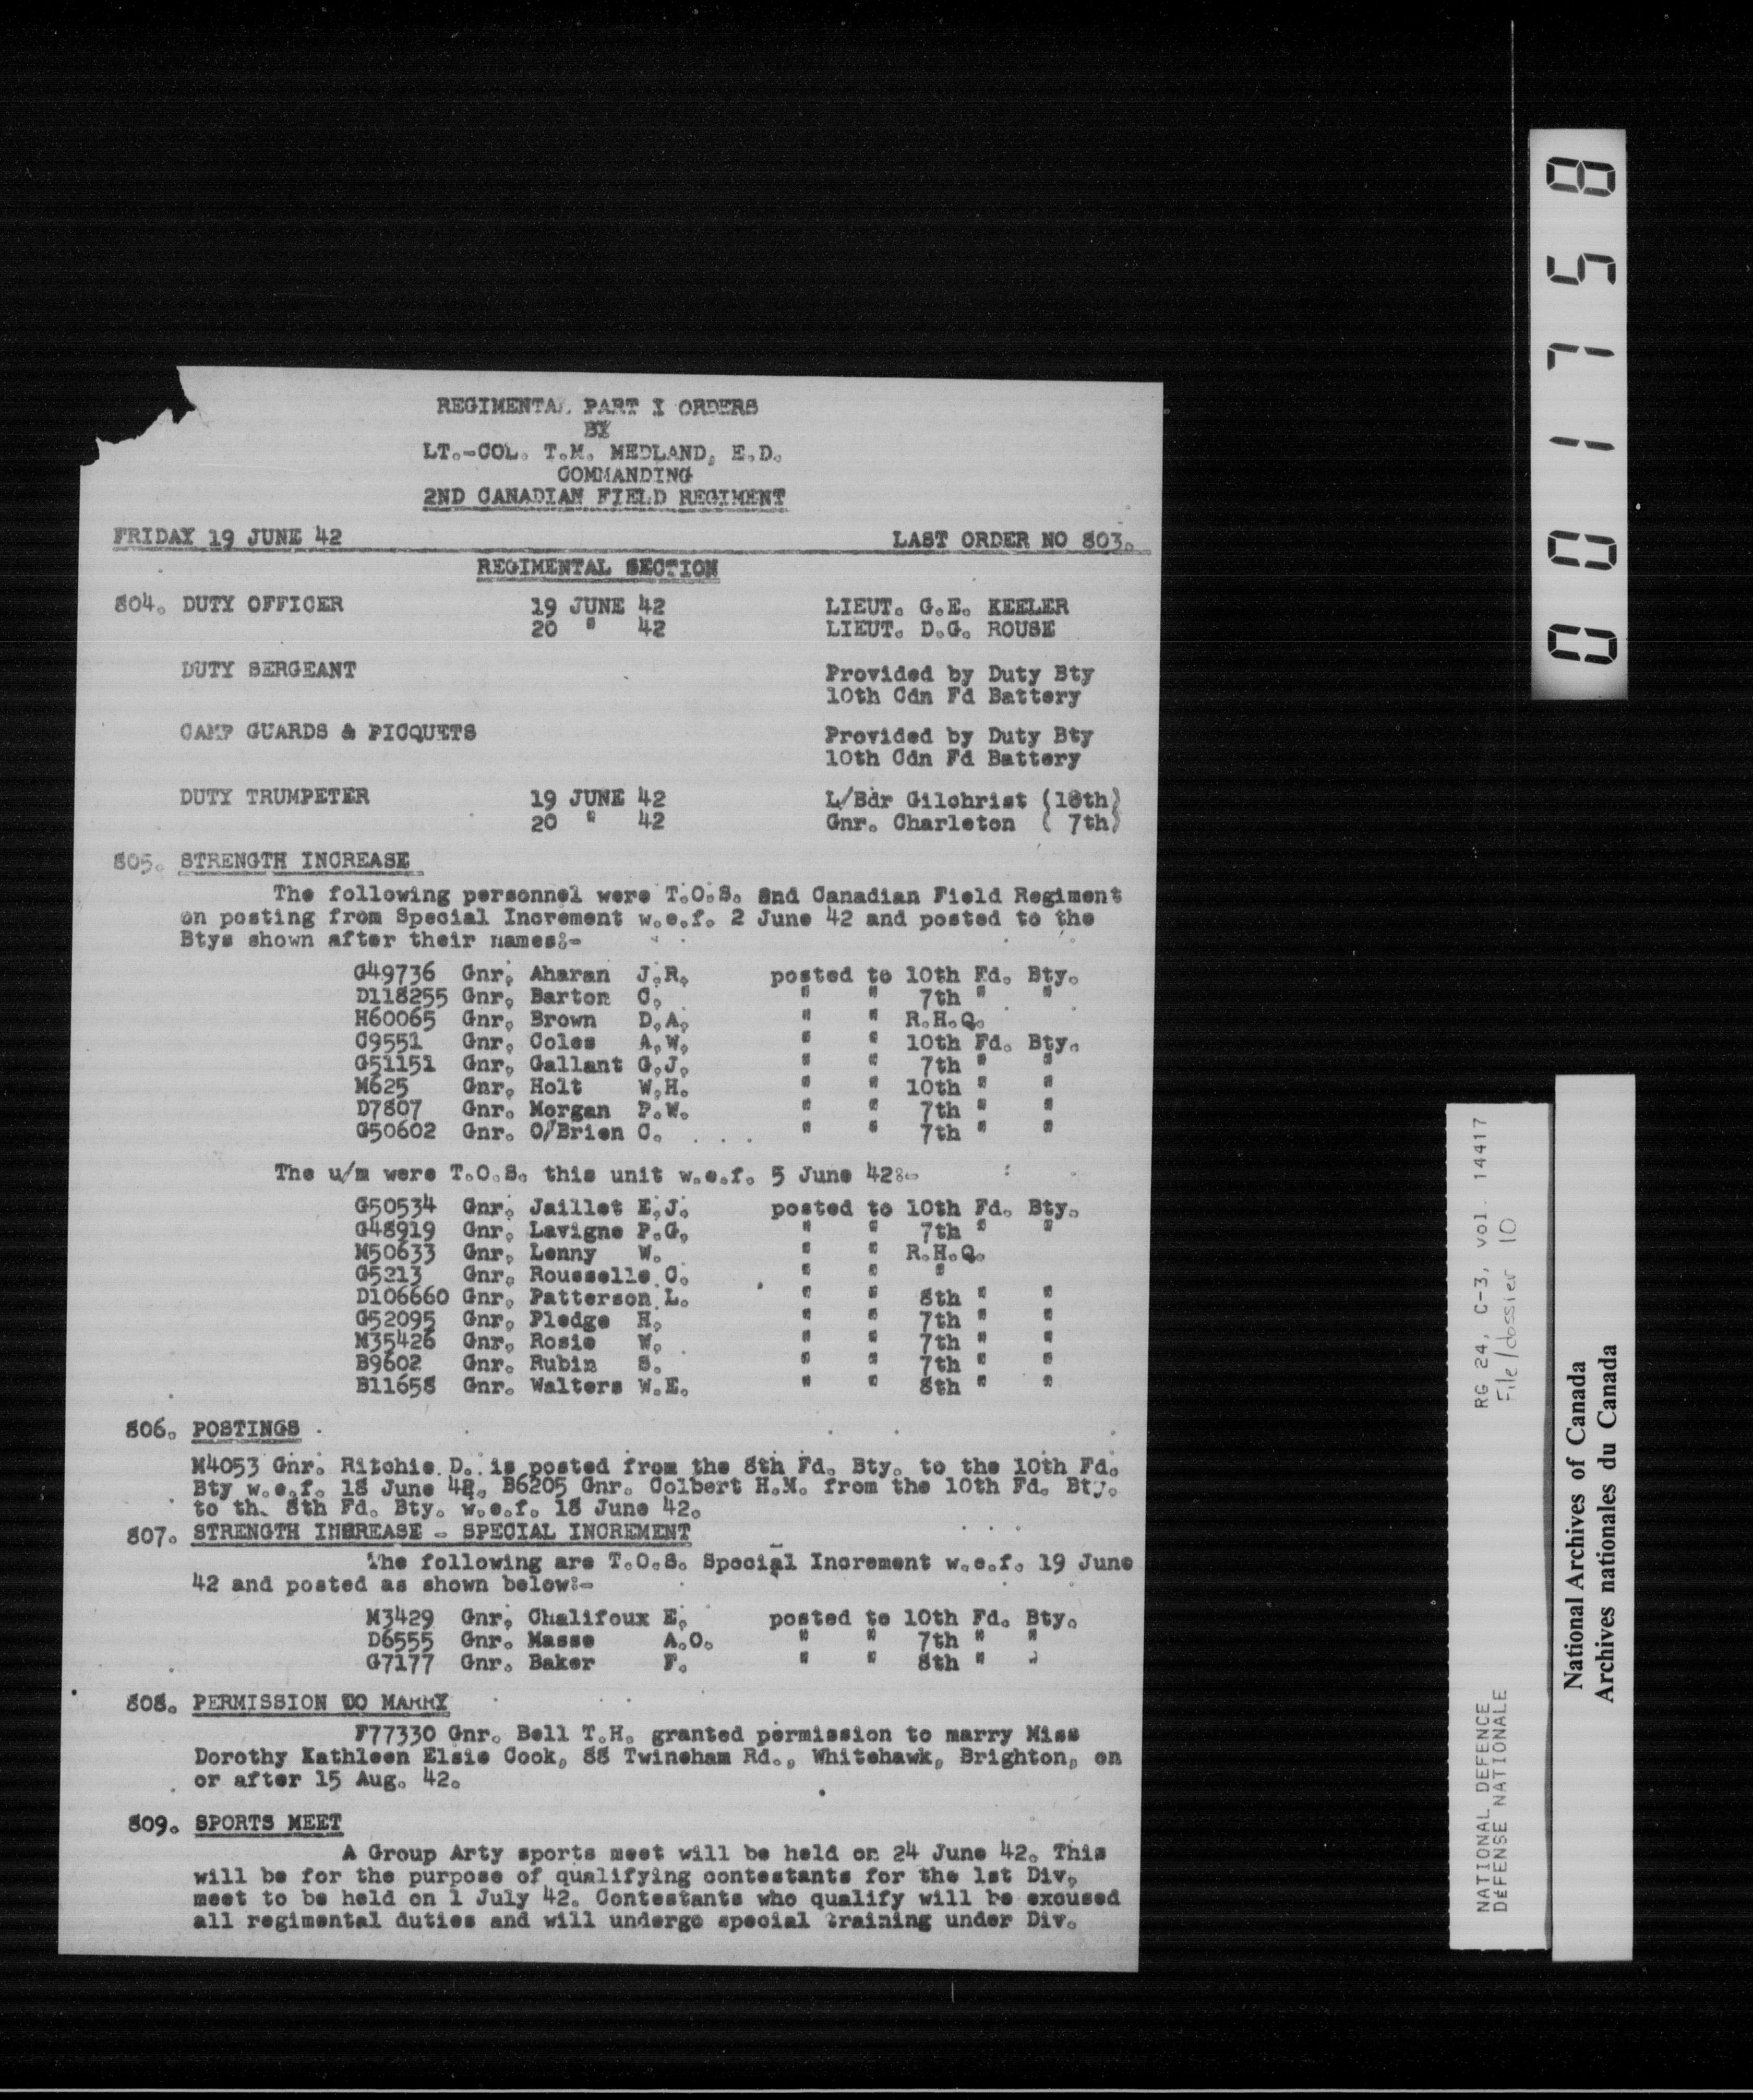 REGIMENTAL PART I ORDERS
BY
LT.-COL. T.M. MEDLAND, E.D.
COMMANDING
2ND CANADIAN FIELD REGIMENT
FRIDAY 19 JUNE 42 LAST ORDER NO 803.
REGIMENTAL SECTION
804. DUTY OFFICER 19 JUNE 42 LIEUT. G.E. KEELER
20 " 42 LIEUT. D.G. ROUSE
DUTY SERGEANT Provided by Duty Bty
10th Cdn Fd Battery
CAMP GUARDS & PICQUETS Provided by Duty Bty
10th Cdn Fd Battery
DUTY TRUMPETER 19 JUNE 42 L/Bdr Gilchrist (10th)
20 " 42 Gnr. Charleton ( 7th)
805. STRENGTH INCREASE
The following personnel were T.O.S. 2nd Canadian Field Regiment
on posting from Special Increment w.e.f. 2 June 42 and posted to the
Btys shown after their names:-
G49736 Gnr. Aharan J.R. posted to 10th Fd. Bty.
D118255 Gnr. Barton C. " " 7th " "
H60065 Gnr. Brown D.A. " " R.H.Q.
C9551 Gnr. Coles A.W. " " 10th Fd. Bty.
G51151 Gnr. Gallant G.J. " " 7th " "
M625 Gnr. Holt W.H. " " 10th " "
D7807 Gnr. Morgan P.W. " " 7th " "
G50602 Gnr. O'Brien C. " " 7th " "
The u/m were T.O.S. this unit w.e.f. 5 June 42:-
G50534 Gnr. Jaillet E.J. posted to 10th Fd. Bty.
G48919 Gnr. Lavigne P.G. " " 7th " "
M50633 Gnr. Lenny W. " " R.H.Q.
G5213 Gnr. Rousselle C. " " "
D106660 Gnr. Patterson L. " " 8th " "
G52095 Gnr. Pledge H. " " 7th " "
M35426 Gnr. Rosie W. " " 7th " "
B9602 Gnr. Rubin S. " " 7th " "
B11658 Gnr. Walters W.E. " " 8th " "
806. POSTINGS
M4053 Gnr. Ritchie D. is posted from the 8th Fd. Bty. to the 10th Fd.
Bty w.e.f. 18 June 42. B6205 Gnr. Colbert H.M. from the 10th Fd. Bty.
to the 8th Fd. Bty. w.e.f. 18 June 42.
807. STRENGTH INCREASE - SPECIAL INCREMENT
The following are T.O.S. Special Increment w.e.f. 19 June
42 and posted as shown below:-
M3429 Gnr. Chalifoux E. posted to 10th Fd. Bty.
D6555 Gnr. Masse A.O. " " 7th " "
G7177 Gnr. Baker F. " " 8th " "
808. PERMISSION TO MARRY
F77330 Gnr. Bell T.H. granted permission to marry Miss
Dorothy Kathleen Elsie Cook, 88 Twineham Rd., Whitehawk, Brighton, on
or after 15 Aug. 42.
809. SPORTS MEET
A Group Arty sports meet will be held on 24 June 42. This
will be for the purpose of qualifying contestants for the 1st Div.
meet to be held on 1 July 42. Contestants who qualify will be excused
all regimental duties and will undergo special training under Div.
001758
NATIONAL DEFENCE RG 24, C-3, vol. 14417
DÉFENSE NATIONALE File/dossier 10
National Archives of Canada
Archives nationales du Canada